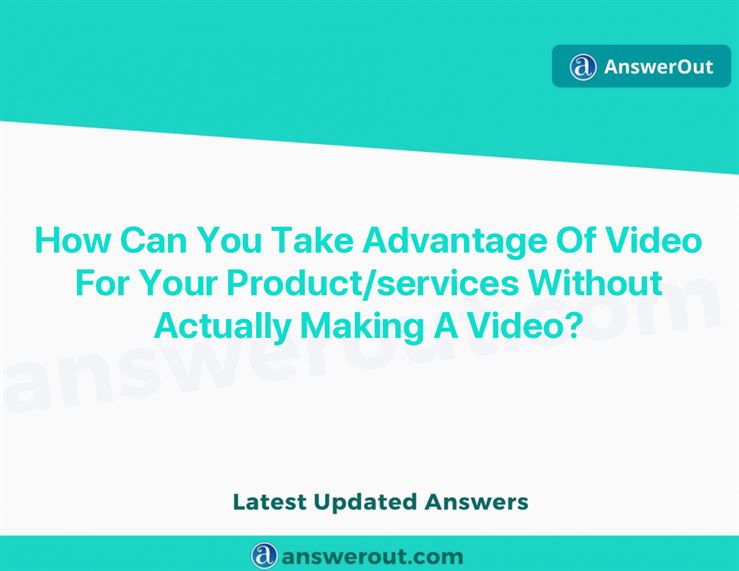 AnswerOut
How Can You Take Advantage Of Video
For Your Product/services Without
Actually Making A Video?
answerout.com
Latest Updated Answers
answerout.com